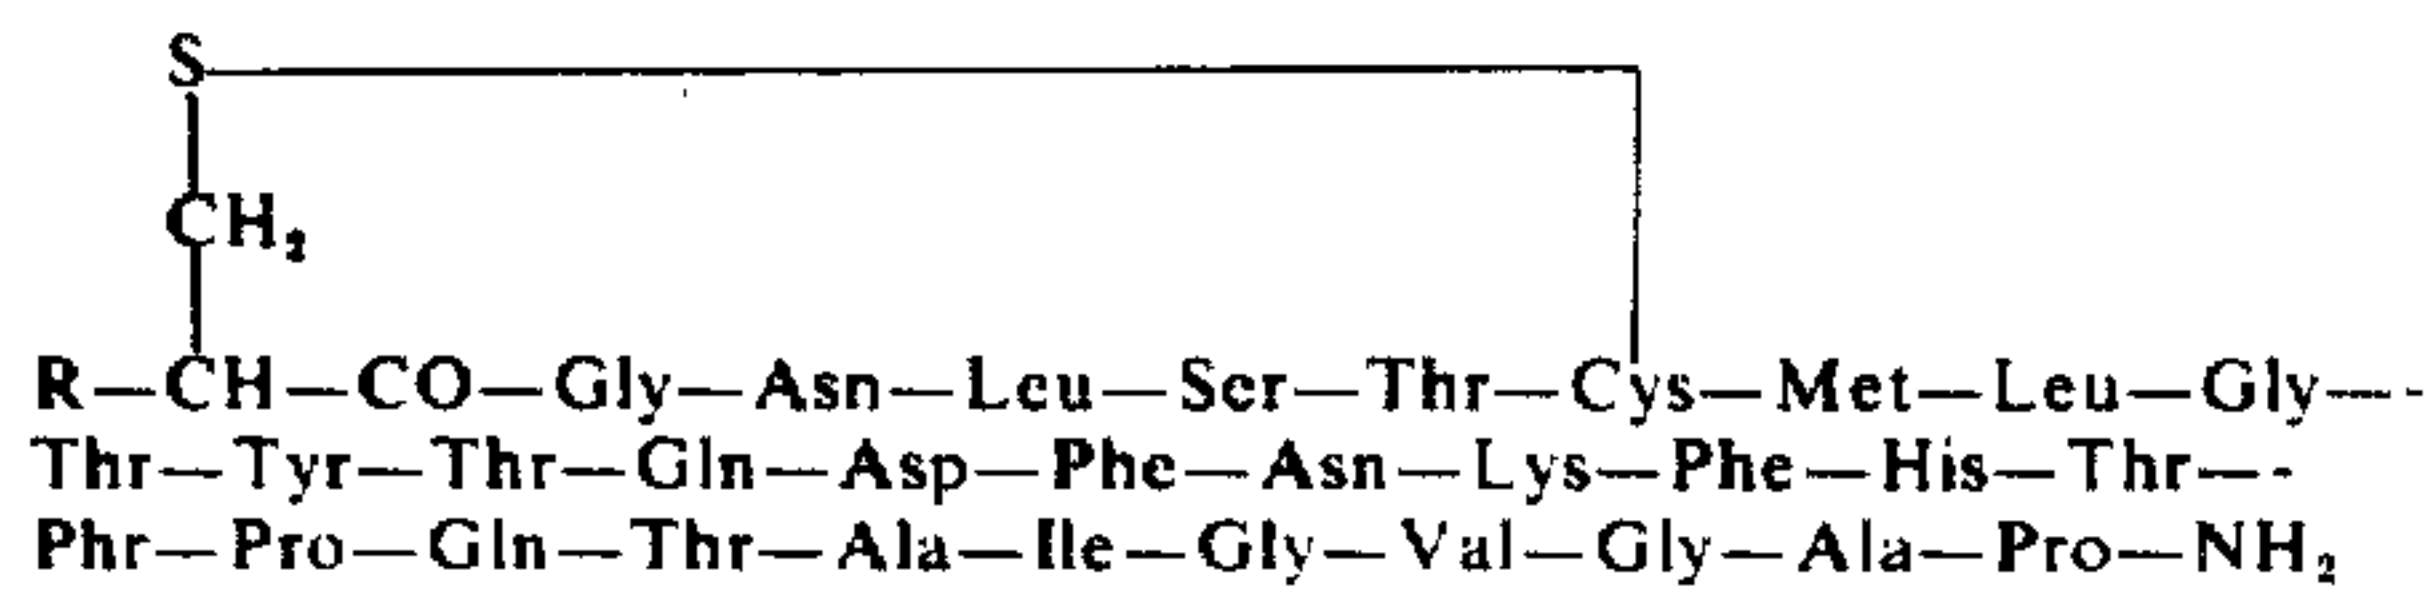 S
CH₂
R—CH—CO—Gly—Asn—Leu—Ser—Thr—Cys—Met—Leu—Gly—-
Thr—Tyr—Thr—Gln—Asp—Phe—Asn—Lys—Phe—His—Thr—-
Phr—Pro—Gln—Thr—Ala—Ile—Gly—Val—Gly—Ala—Pro—NH₂